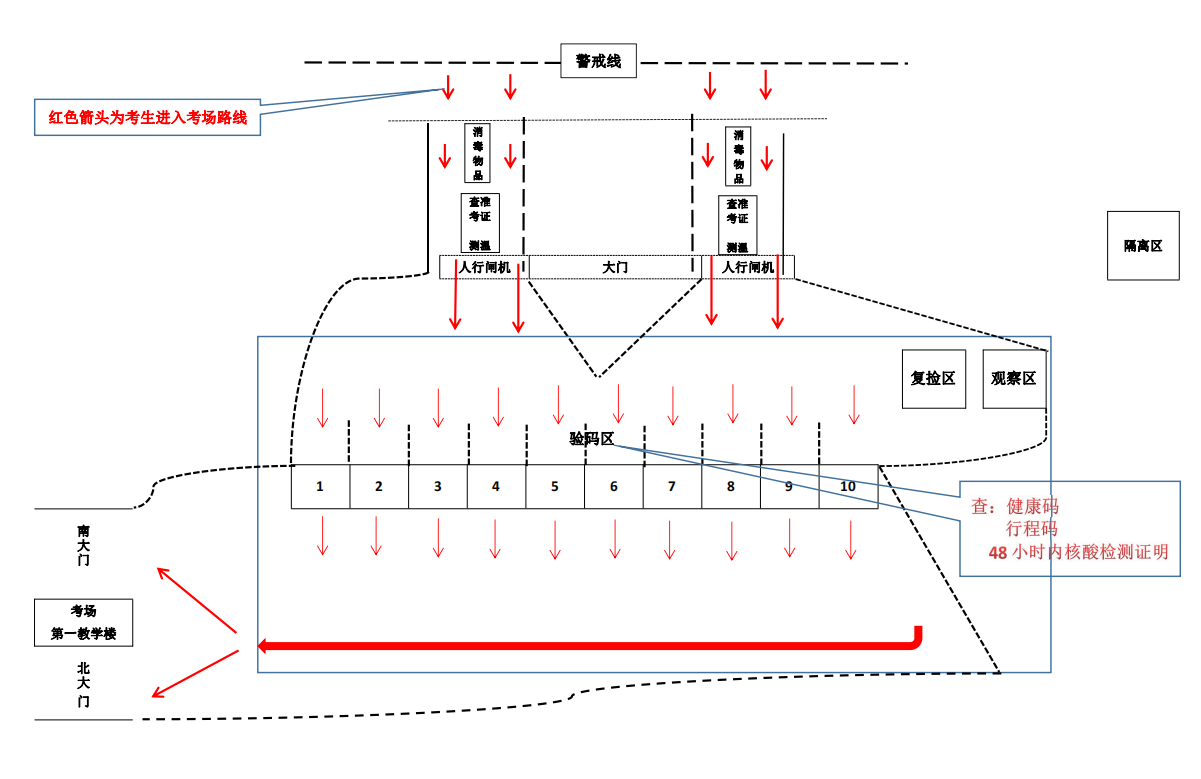 警戒线
红色箭头为考生进入考场路线
消
毒
物
品
消
毒
物
品
查准
考证
测温
查准
考证
测温
隔离区
人行闸机
大门
人行闸机
复检区
观察区
验码区
1
2
3
4
5
6
7
8
9
10
查：健康码
行程码
48小时内核酸检测证明
南
大
门
考场
第一教学楼
北
大
门